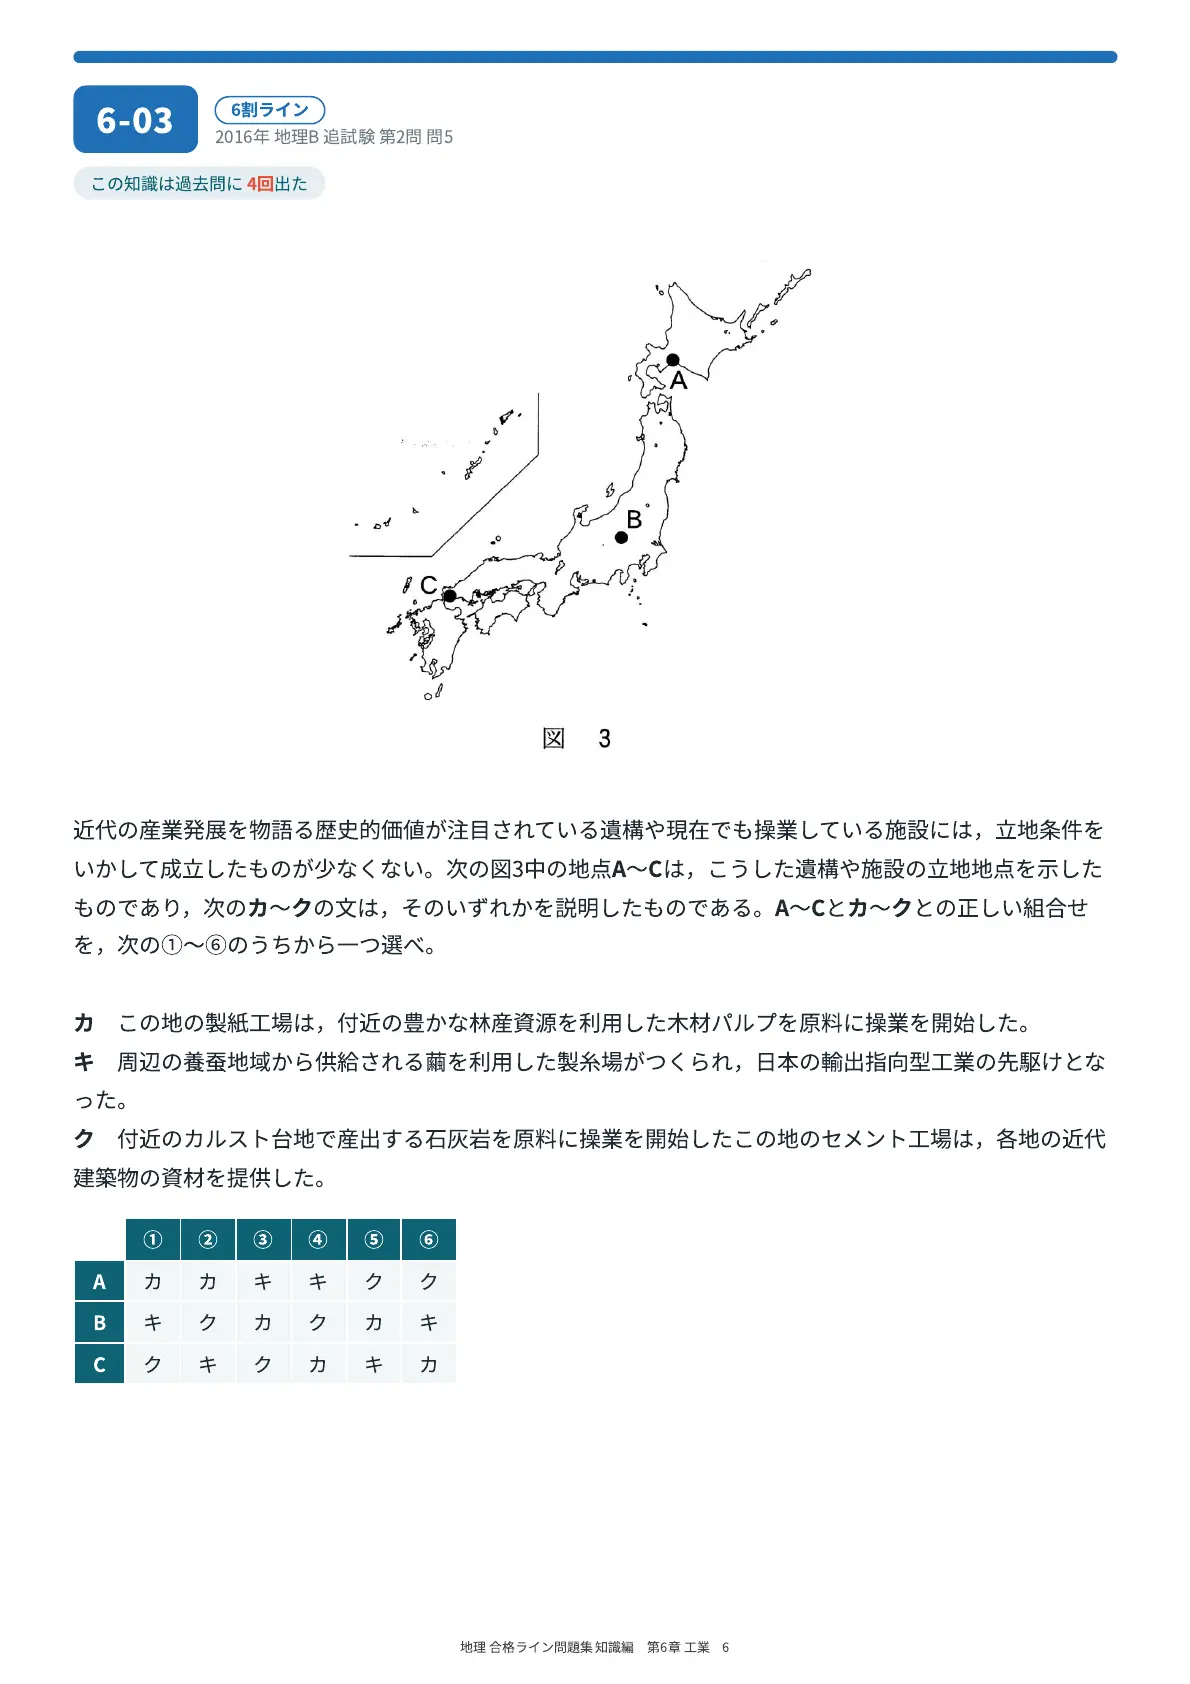 6-03
6割ライン
2016年 地理B 追試験 第2問 問5
この知識は過去問に 4回出た
A
B
C
図 3
近代の産業発展を物語る歴史的価値が注目されている遺構や現在でも操業している施設には，立地条件を
いかして成立したものが少なくない。次の図3中の地点A～Cは，こうした遺構や施設の立地地点を示した
ものであり，次のカ～クの文は，そのいずれかを説明したものである。A～Cとカ～クとの正しい組合せ
を，次の①～⑥のうちから一つ選べ。
カ　この地の製紙工場は，付近の豊かな林産資源を利用した木材パルプを原料に操業を開始した。
キ　周辺の養蚕地域から供給される繭を利用した製糸場がつくられ，日本の輸出指向型工業の先駆けとな
った。
ク　付近のカルスト台地で産出する石灰岩を原料に操業を開始したこの地のセメント工場は，各地の近代
建築物の資材を提供した。
① ② ③ ④ ⑤ ⑥
A カ カ キ キ ク ク
B キ ク カ ク カ キ
C ク キ ク カ キ カ
地理 合格ライン問題集 知識編　第6章 工業　6